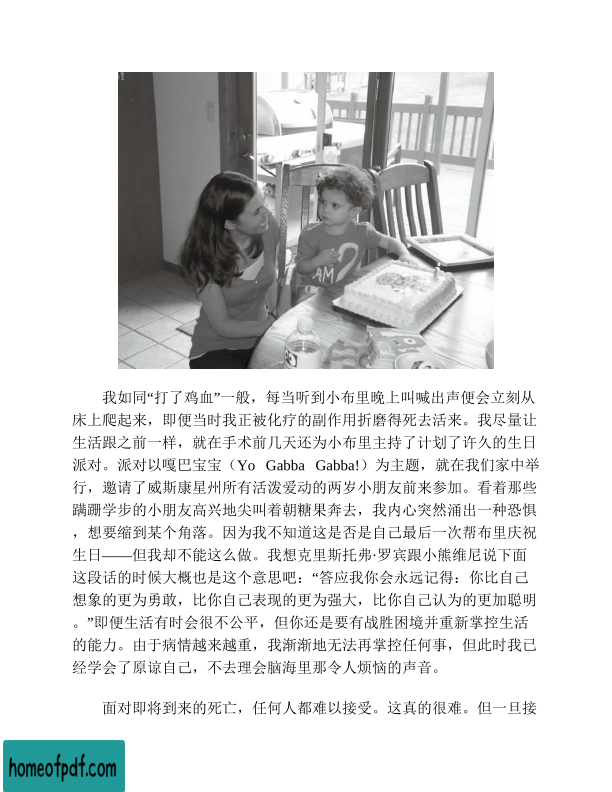 I AM 2
我如同“打了鸡血”一般，每当听到小布里晚上叫喊出声便会立刻从
床上爬起来，即便当时我正被化疗的副作用折磨得死去活来。我尽量让
生活跟之前一样，就在手术前几天还为小布里主持了计划了许久的生日
派对。派对以嘎巴宝宝（Yo Gabba Gabba!）为主题，就在我们家中举
行，邀请了威斯康星州所有活泼爱动的两岁小朋友前来参加。看着那些
蹒跚学步的小朋友高兴地尖叫着朝糖果奔去，我内心突然涌出一种恐惧
，想要缩到某个角落。因为我不知道这是否是自己最后一次帮布里庆祝
生日——但我却不能这么做。我想克里斯托弗·罗宾跟小熊维尼说下面
这段话的时候大概也是这个意思吧：“答应我你会永远记得：你比自己
想象的更为勇敢，比你自己表现的更为强大，比你自己认为的更加聪明
。”即便生活有时会很不公平，但你还是要有战胜困境并重新掌控生活
的能力。由于病情越来越重，我渐渐地无法再掌控任何事，但此时我已
经学会了原谅自己，不去理会脑海里那令人烦恼的声音。
面对即将到来的死亡，任何人都难以接受。这真的很难。但一旦接
homeofpdf.com